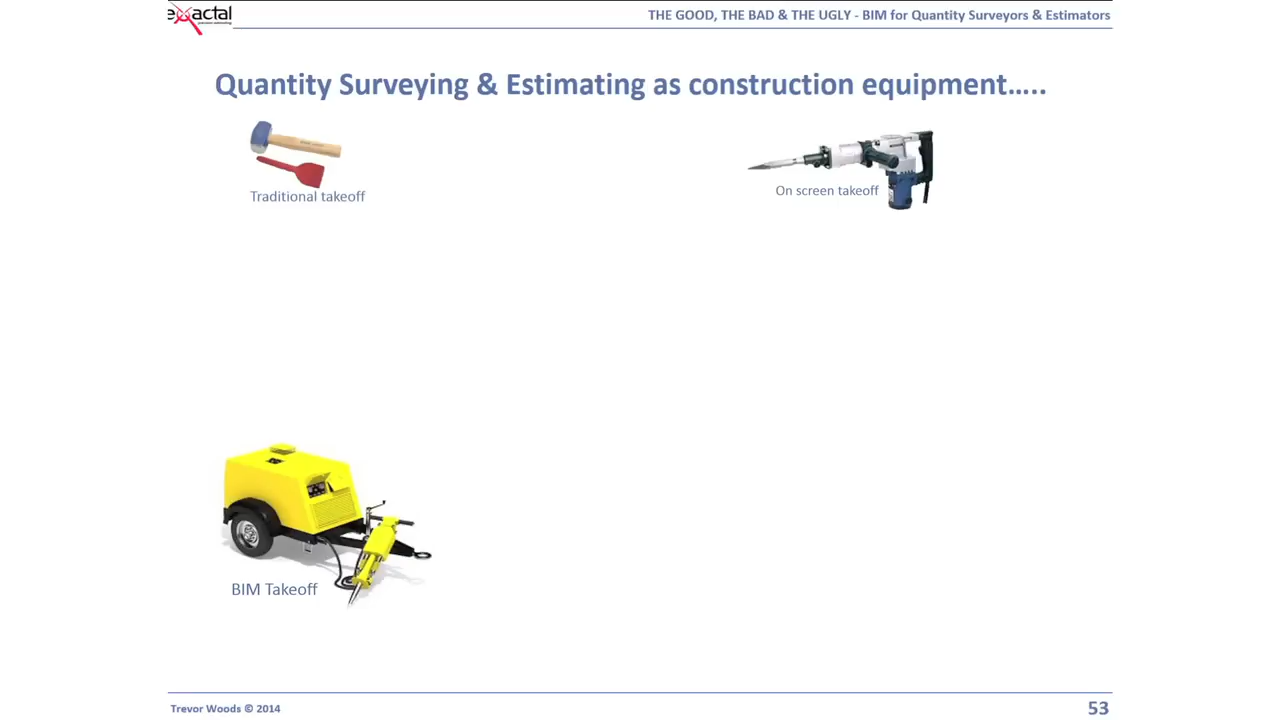 exactal
THE GOOD, THE BAD & THE UGLY - BIM for Quantity Surveyors & Estimators
Quantity Surveying & Estimating as construction equipment.....
Traditional takeoff
On screen takeoff
BIM Takeoff
Trevor Woods © 2014
53